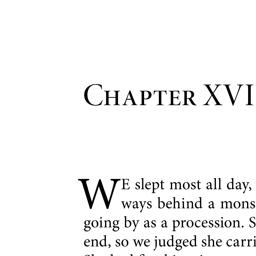 Chapter XVI
WE slept most all day,
ways behind a mons
going by as a procession. S
end, so we judged she carri